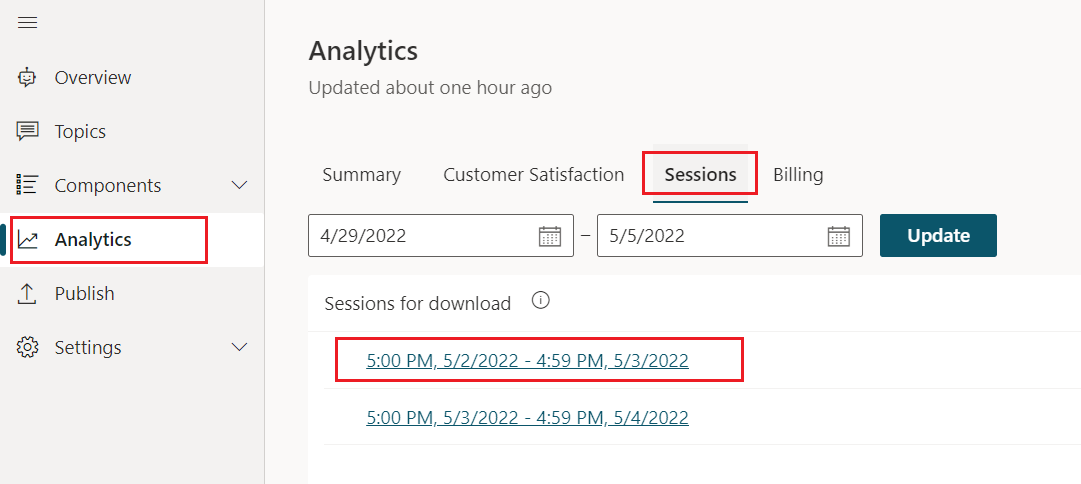 Overview
Topics
Components
Analytics
Publish
Settings
Analytics
Updated about one hour ago
Summary Customer Satisfaction Sessions Billing
4/29/2022 – 5/5/2022 Update
Sessions for download
5:00 PM, 5/2/2022 - 4:59 PM, 5/3/2022
5:00 PM, 5/3/2022 - 4:59 PM, 5/4/2022